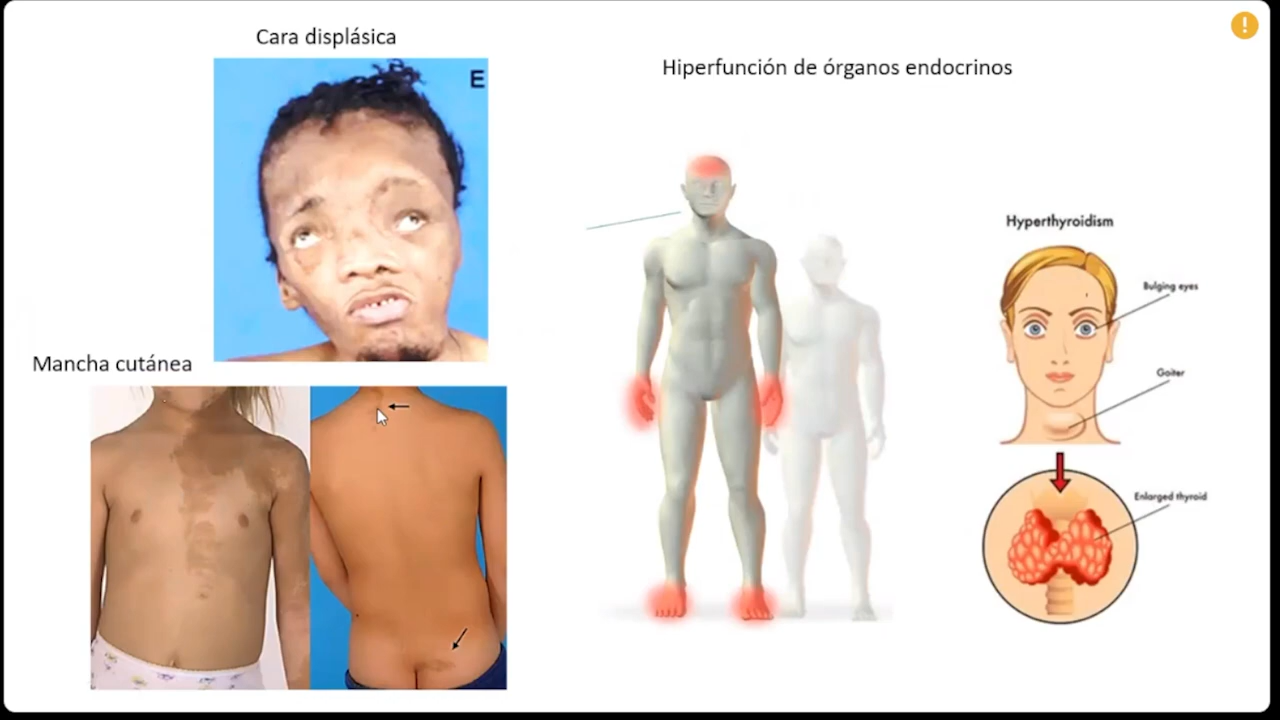 Cara displásica
E
Hiperfunción de órganos endocrinos
Mancha cutánea
Hyperthyroidism
Bulging eyes
Goiter
Enlarged thyroid
!